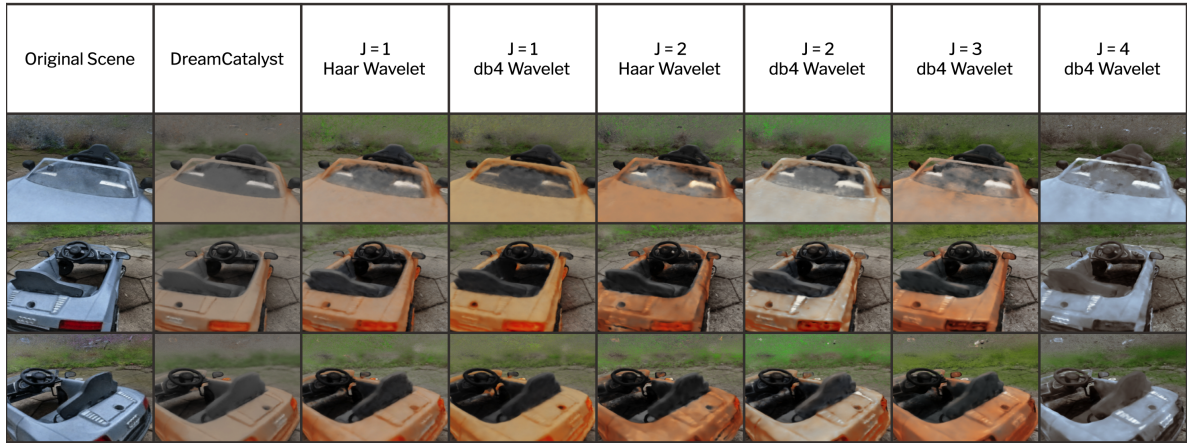 Original Scene
DreamCatalyst
J = 1
Haar Wavelet
J = 1
db4 Wavelet
J = 2
Haar Wavelet
J = 2
db4 Wavelet
J = 3
db4 Wavelet
J = 4
db4 Wavelet